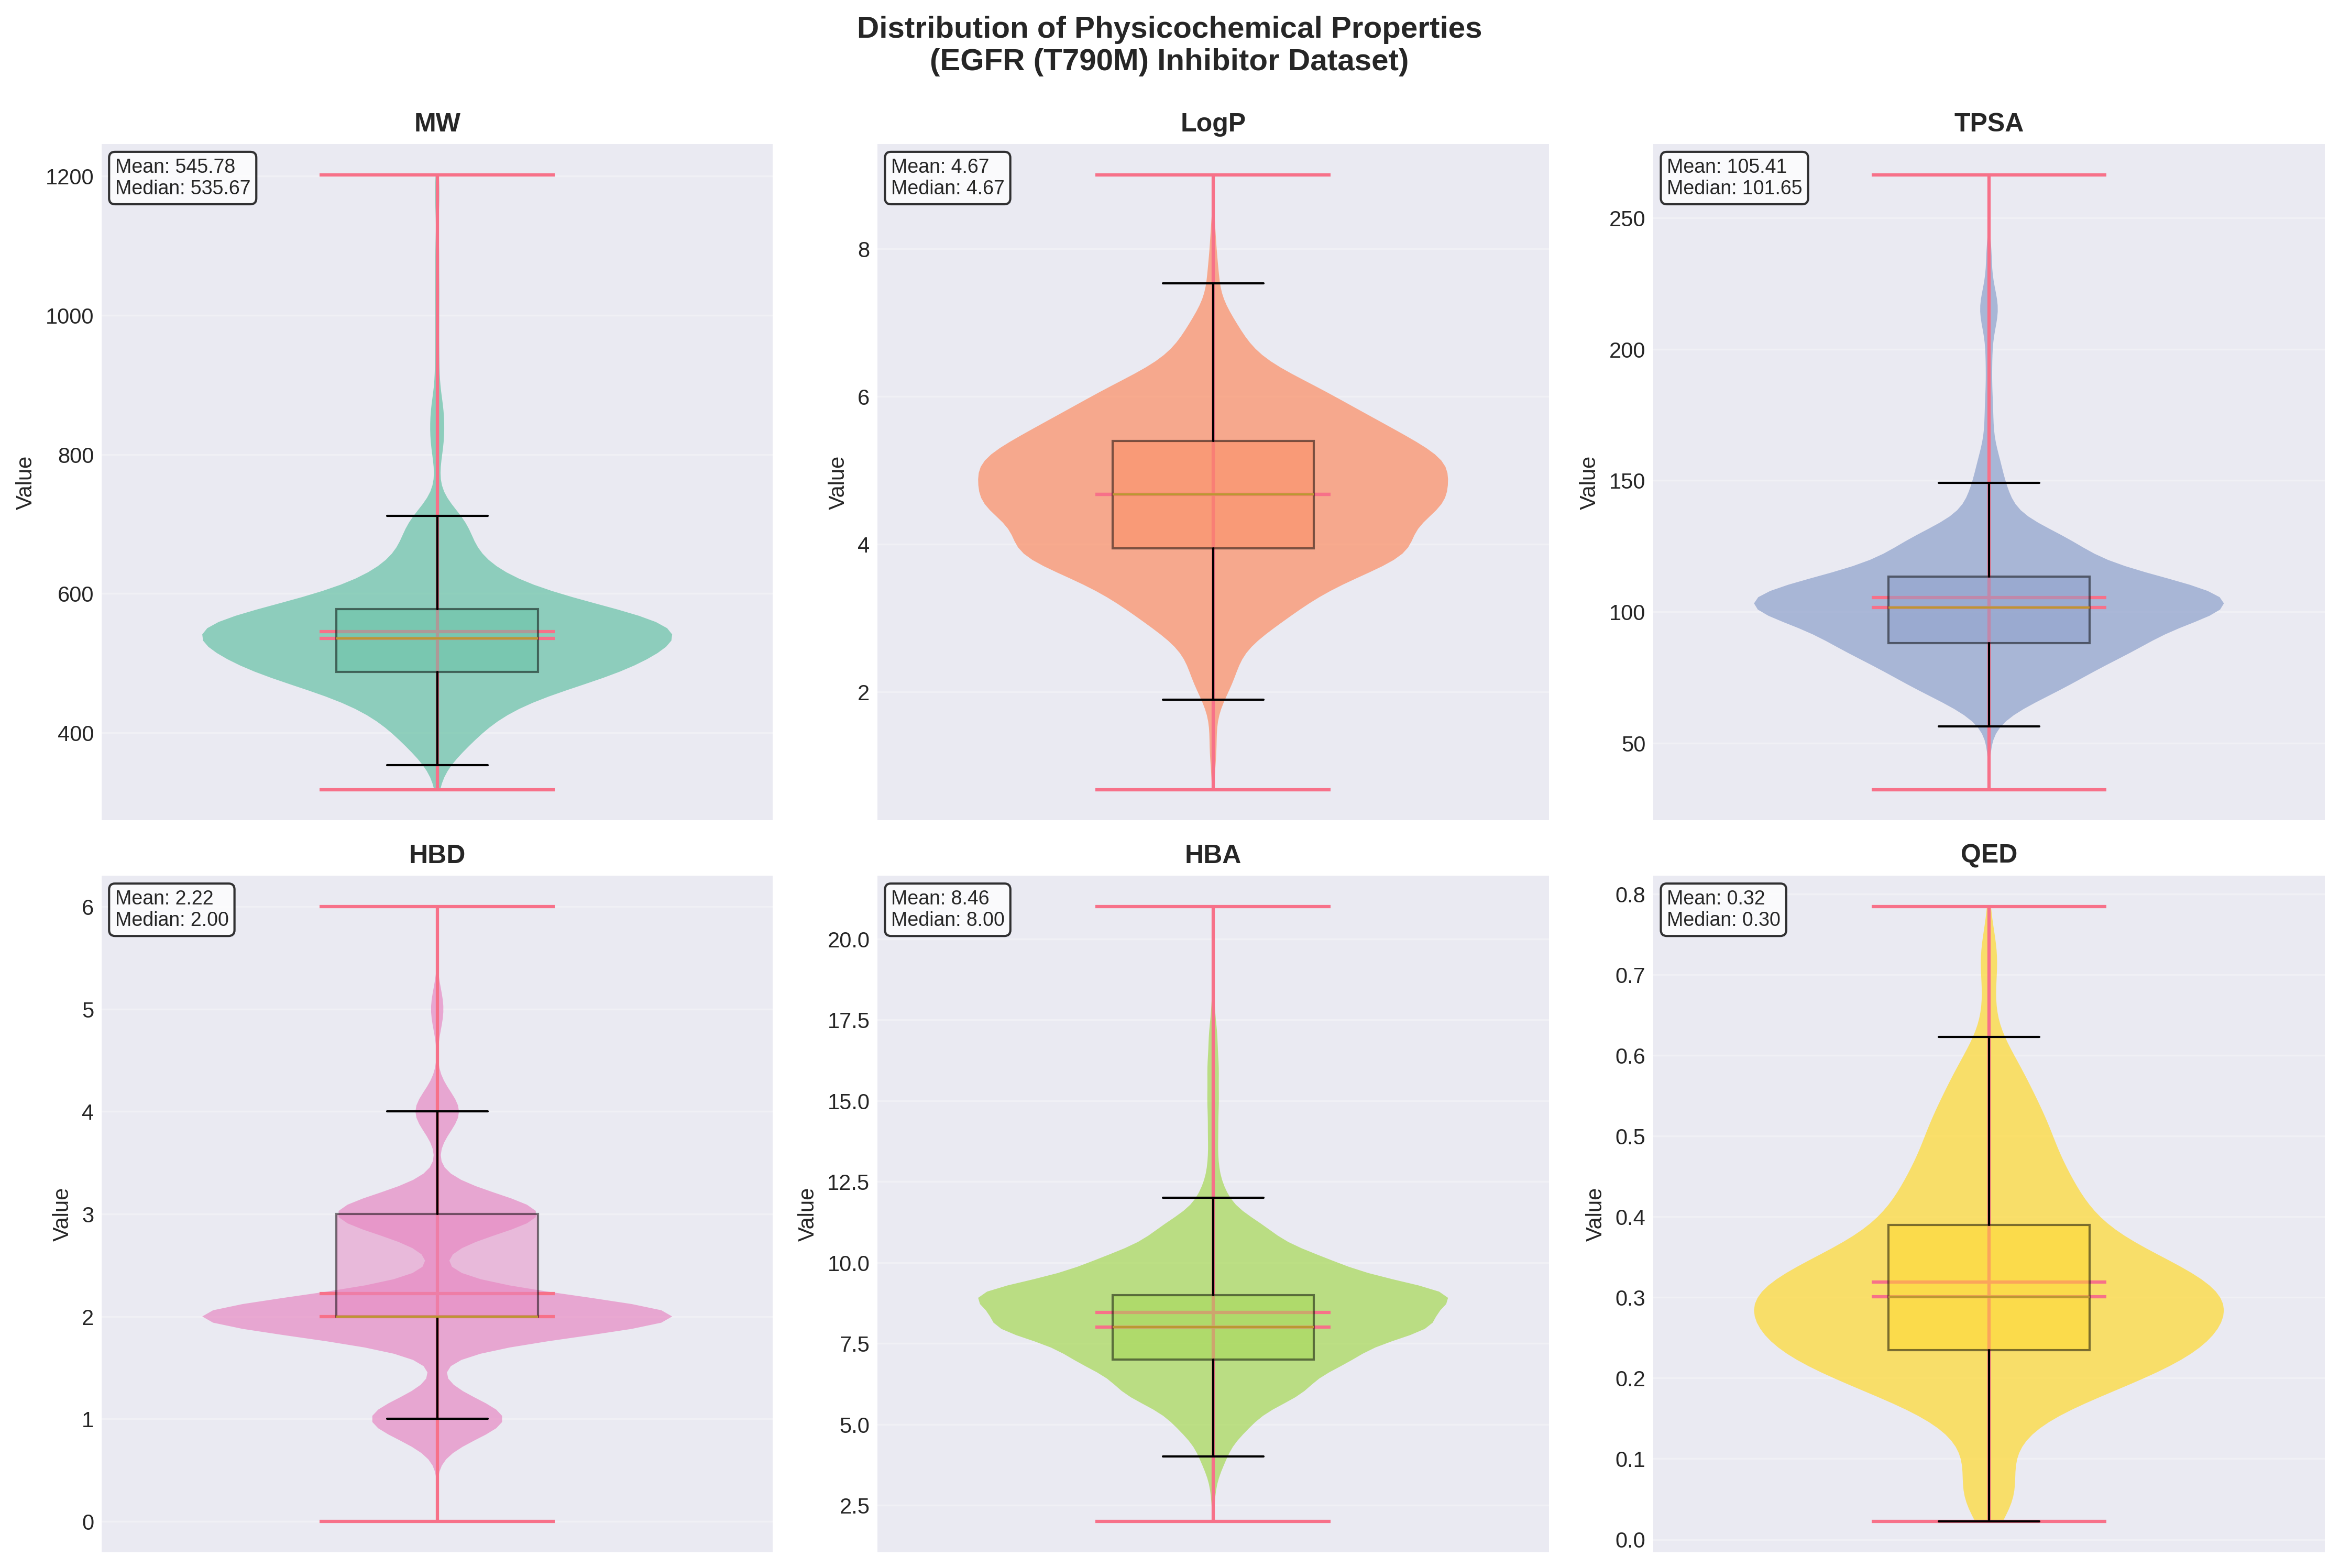 Distribution of Physicochemical Properties
(EGFR (T790M) Inhibitor Dataset)
MW
Mean: 545.78
Median: 535.67
1200
1000
800
600
400
Value
LogP
Mean: 4.67
Median: 4.67
8
6
4
2
Value
TPSA
Mean: 105.41
Median: 101.65
250
200
150
100
50
Value
HBD
Mean: 2.22
Median: 2.00
6
5
4
3
2
1
0
Value
HBA
Mean: 8.46
Median: 8.00
20.0
17.5
15.0
12.5
10.0
7.5
5.0
2.5
Value
QED
Mean: 0.32
Median: 0.30
0.8
0.7
0.6
0.5
0.4
0.3
0.2
0.1
0.0
Value